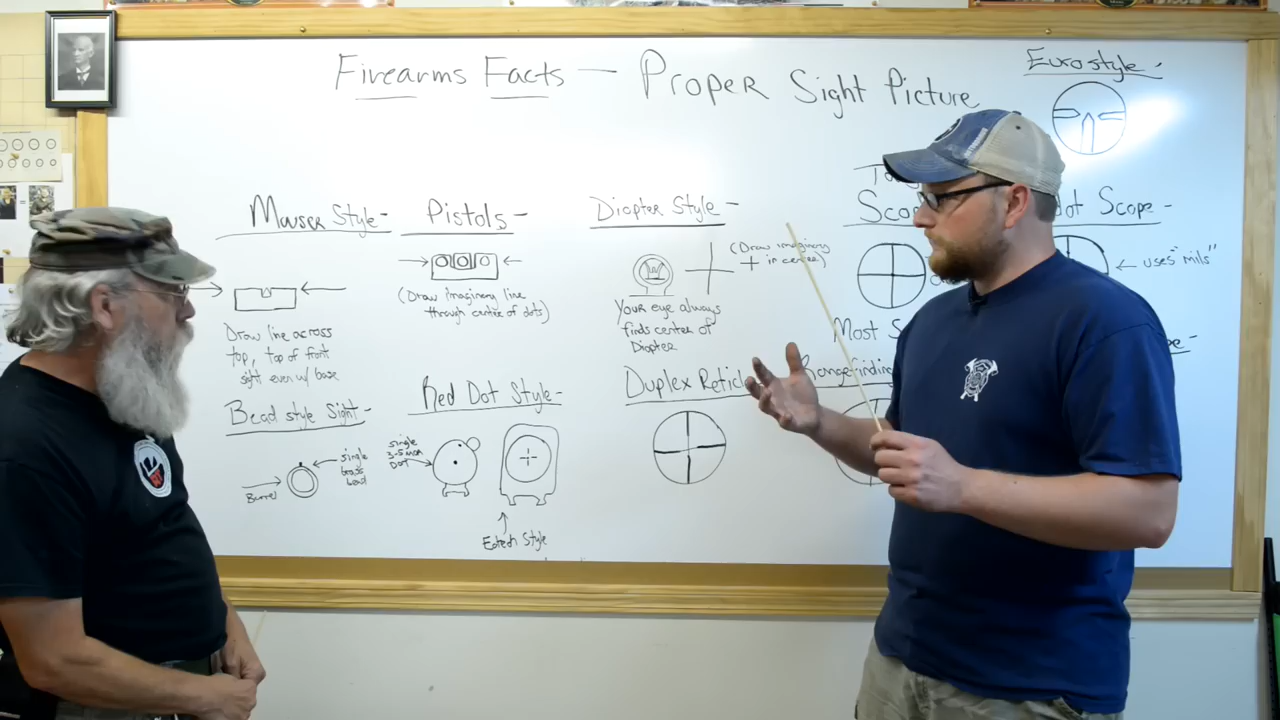 Firearms Facts — Proper Sight Picture
Eurostyle -
Mauser Style -
Draw line across
top, top of front
sight even w/ base
Pistols -
(Draw imaginary line
through center of dots)
Diopter Style -
(Draw imaginary
+ in center)
Your eye always
finds center of
Diopter
Scope
dot Scope -
← uses "mils"
Most
Bead style Sight -
single
brass
bead
Barrel
Red Dot Style -
single
3-5 moa
DOT
Eotech Style
Duplex Reticle
Rangefinding